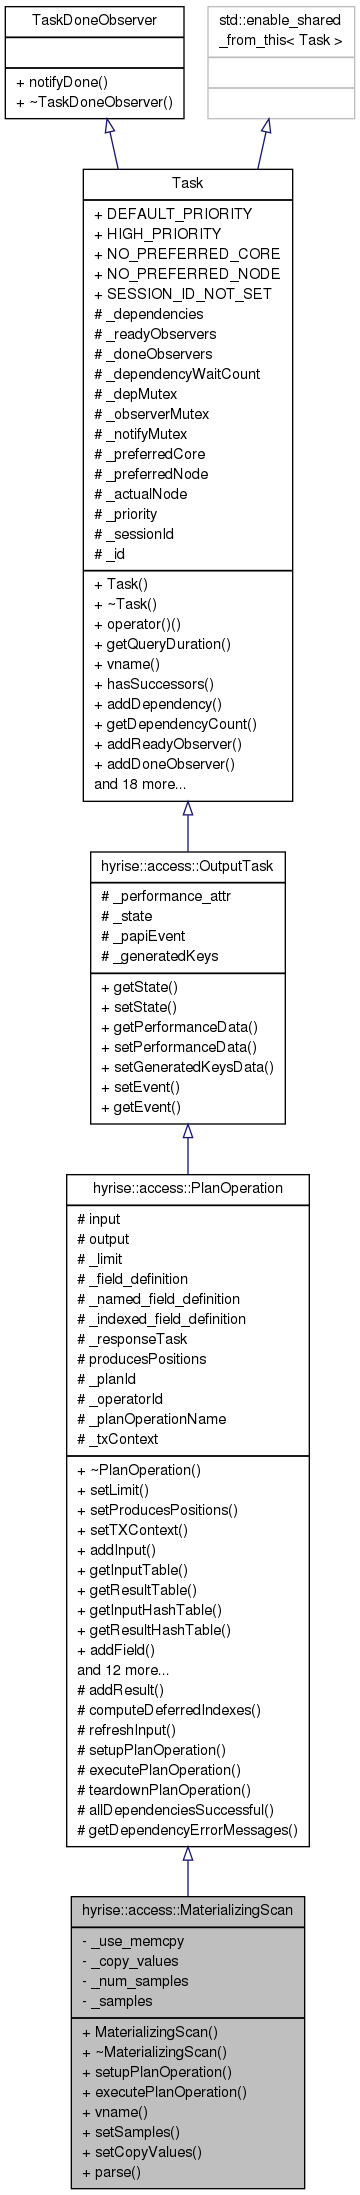 TaskDoneObserver
+ notifyDone()
+ ~TaskDoneObserver()
std::enable_shared
_from_this< Task >
Task
+ DEFAULT_PRIORITY
+ HIGH_PRIORITY
+ NO_PREFERRED_CORE
+ NO_PREFERRED_NODE
+ SESSION_ID_NOT_SET
# _dependencies
# _readyObservers
# _doneObservers
# _dependencyWaitCount
# _depMutex
# _observerMutex
# _notifyMutex
# _preferredCore
# _preferredNode
# _actualNode
# _priority
# _sessionId
# _id
+ Task()
+ ~Task()
+ operator()()
+ getQueryDuration()
+ vname()
+ hasSuccessors()
+ addDependency()
+ getDependencyCount()
+ addReadyObserver()
+ addDoneObserver()
and 18 more...
hyrise::access::OutputTask
# _performance_attr
# _state
# _papiEvent
# _generatedKeys
+ getState()
+ setState()
+ getPerformanceData()
+ setPerformanceData()
+ setGeneratedKeysData()
+ setEvent()
+ getEvent()
hyrise::access::PlanOperation
# input
# output
# _limit
# _field_definition
# _named_field_definition
# _indexed_field_definition
# _responseTask
# producesPositions
# _planId
# _operatorId
# _planOperationName
# _txContext
+ ~PlanOperation()
+ setLimit()
+ setProducesPositions()
+ setTXContext()
+ addInput()
+ getInputTable()
+ getResultTable()
+ getInputHashTable()
+ getResultHashTable()
+ addField()
and 12 more...
# addResult()
# computeDeferredIndexes()
# refreshInput()
# setupPlanOperation()
# executePlanOperation()
# teardownPlanOperation()
# allDependenciesSuccessful()
# getDependencyErrorMessages()
hyrise::access::MaterializingScan
- _use_memcpy
- _copy_values
- _num_samples
- _samples
+ MaterializingScan()
+ ~MaterializingScan()
+ setupPlanOperation()
+ executePlanOperation()
+ vname()
+ setSamples()
+ setCopyValues()
+ parse()